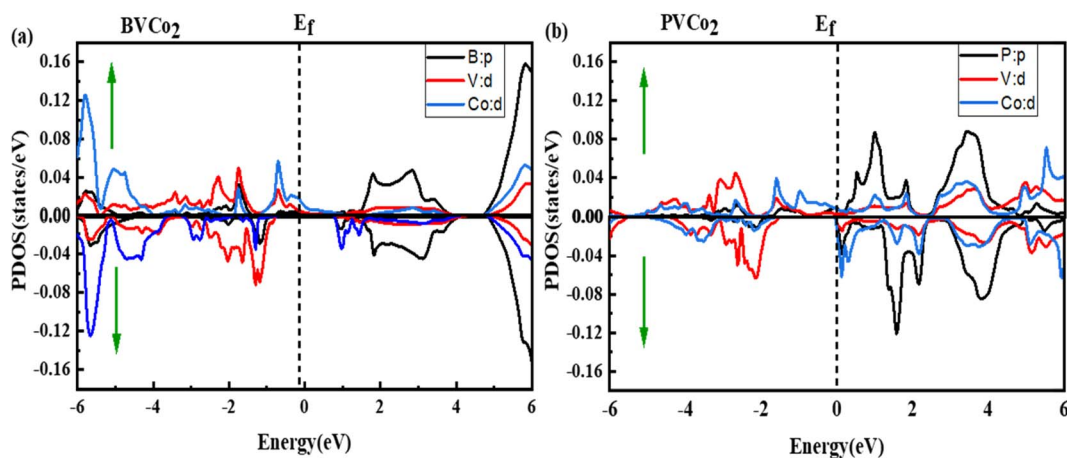 (a) BVCo₂ E_f
B:p
V:d
Co:d
0.16
0.12
0.08
0.04
0.00
-0.04
-0.08
-0.12
-0.16
PDOS(states/eV)
-6 -4 -2 0 2 4 6
Energy(eV)
(b) PVCo₂ E_f
P:p
V:d
Co:d
0.16
0.12
0.08
0.04
0.00
-0.04
-0.08
-0.12
-0.16
PDOS(states/eV)
-6 -4 -2 0 2 4 6
Energy(eV)